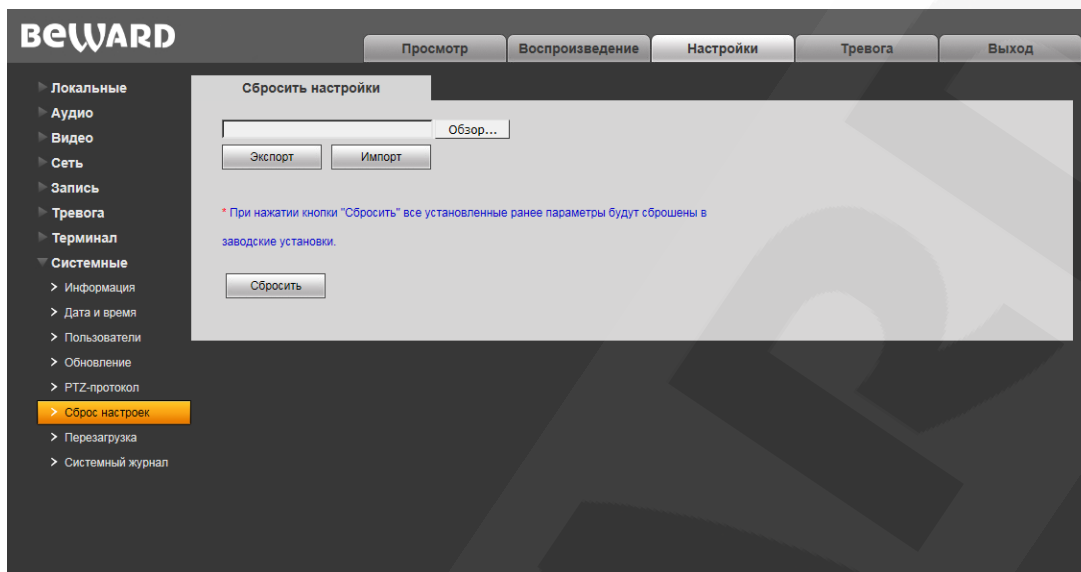 BEWARD
Просмотр
Воспроизведение
Настройки
Тревога
Выход
Локальные
Аудио
Видео
Сеть
Запись
Тревога
Терминал
Системные
Информация
Дата и время
Пользователи
Обновление
PTZ-протокол
Сброс настроек
Перезагрузка
Системный журнал
Сбросить настройки
Обзор...
Экспорт
Импорт
* При нажатии кнопки "Сбросить" все установленные ранее параметры будут сброшены в
заводские установки.
Сбросить